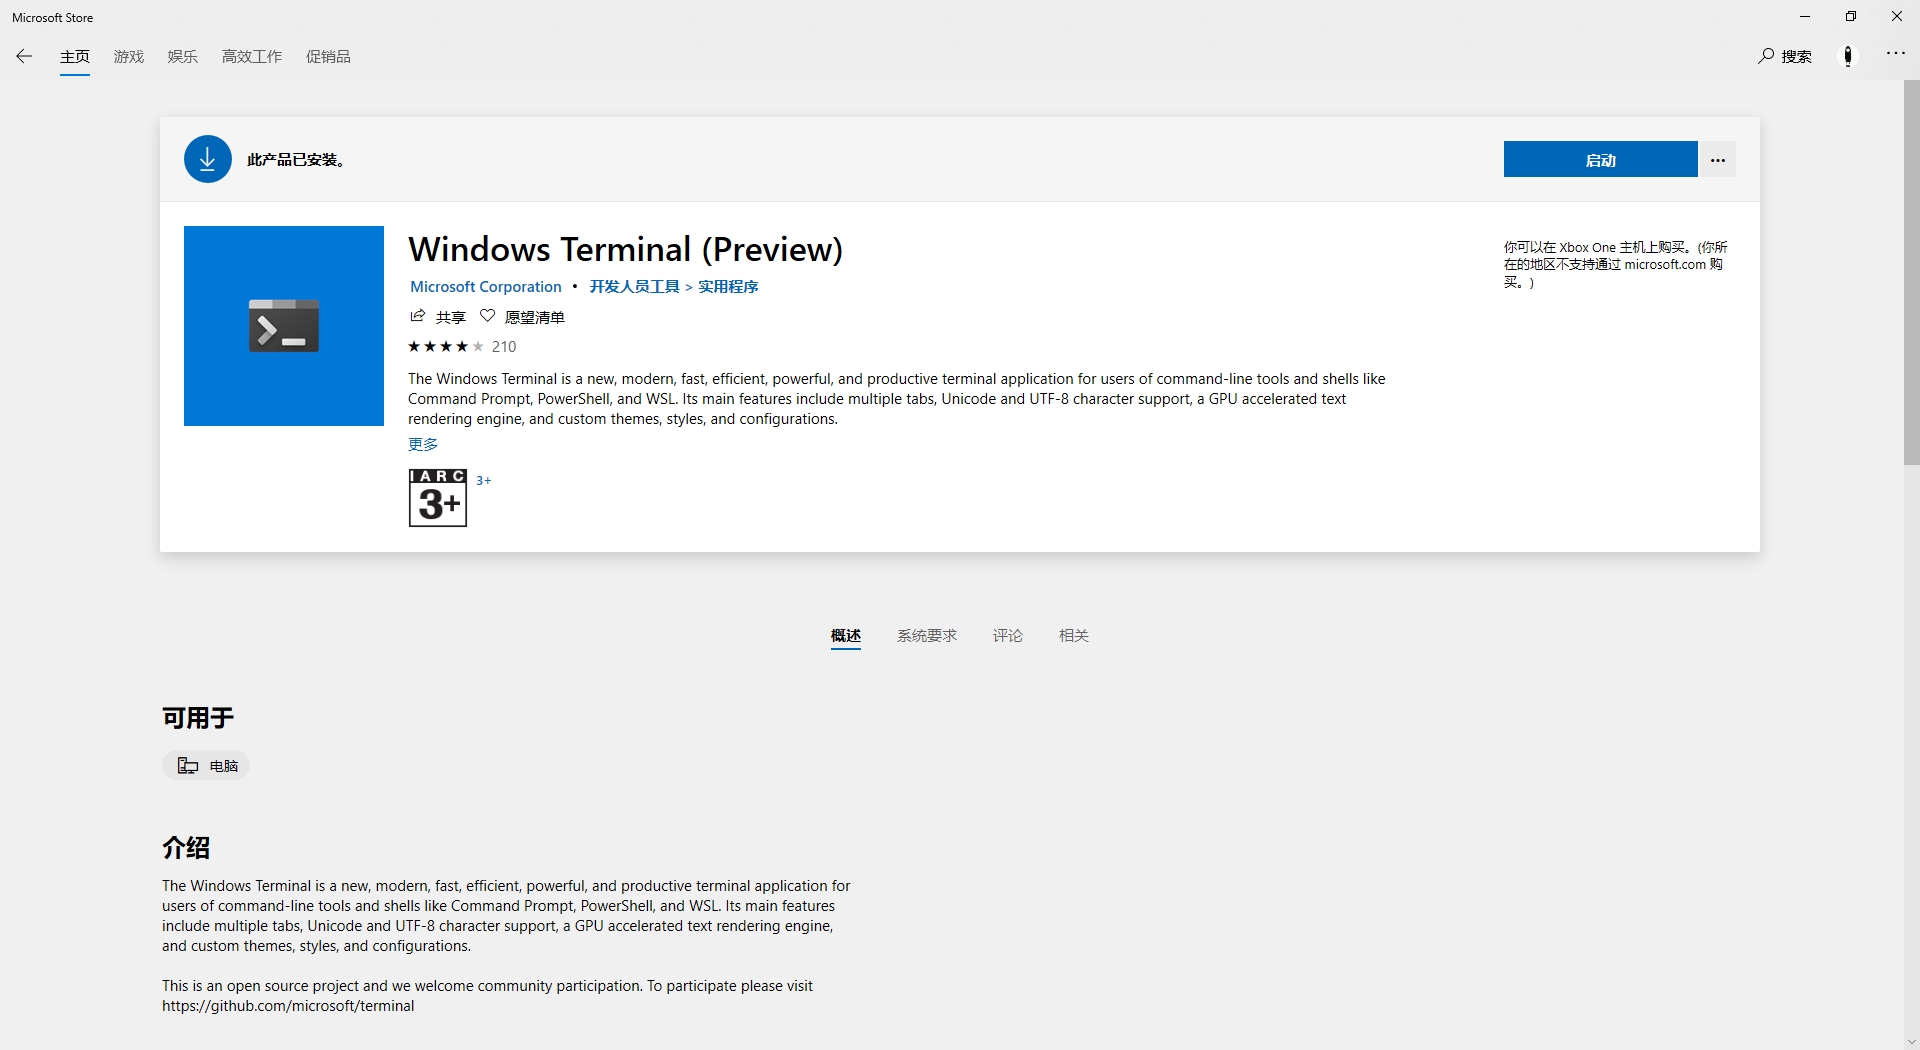 Microsoft Store
主页 游戏 娱乐 高效工作 促销品 搜索
此产品已安装。 启动
Windows Terminal (Preview)
Microsoft Corporation • 开发人员工具 > 实用程序
共享 愿望清单
210
The Windows Terminal is a new, modern, fast, efficient, powerful, and productive terminal application for users of command-line tools and shells like
Command Prompt, PowerShell, and WSL. Its main features include multiple tabs, Unicode and UTF-8 character support, a GPU accelerated text
rendering engine, and custom themes, styles, and configurations.
更多
IARC
3+
3+
你可以在 Xbox One 主机上购买。(你所
在的地区不支持通过 microsoft.com 购
买。)
概述 系统要求 评论 相关
可用于
电脑
介绍
The Windows Terminal is a new, modern, fast, efficient, powerful, and productive terminal application for
users of command-line tools and shells like Command Prompt, PowerShell, and WSL. Its main features
include multiple tabs, Unicode and UTF-8 character support, a GPU accelerated text rendering engine,
and custom themes, styles, and configurations.
This is an open source project and we welcome community participation. To participate please visit
https://github.com/microsoft/terminal